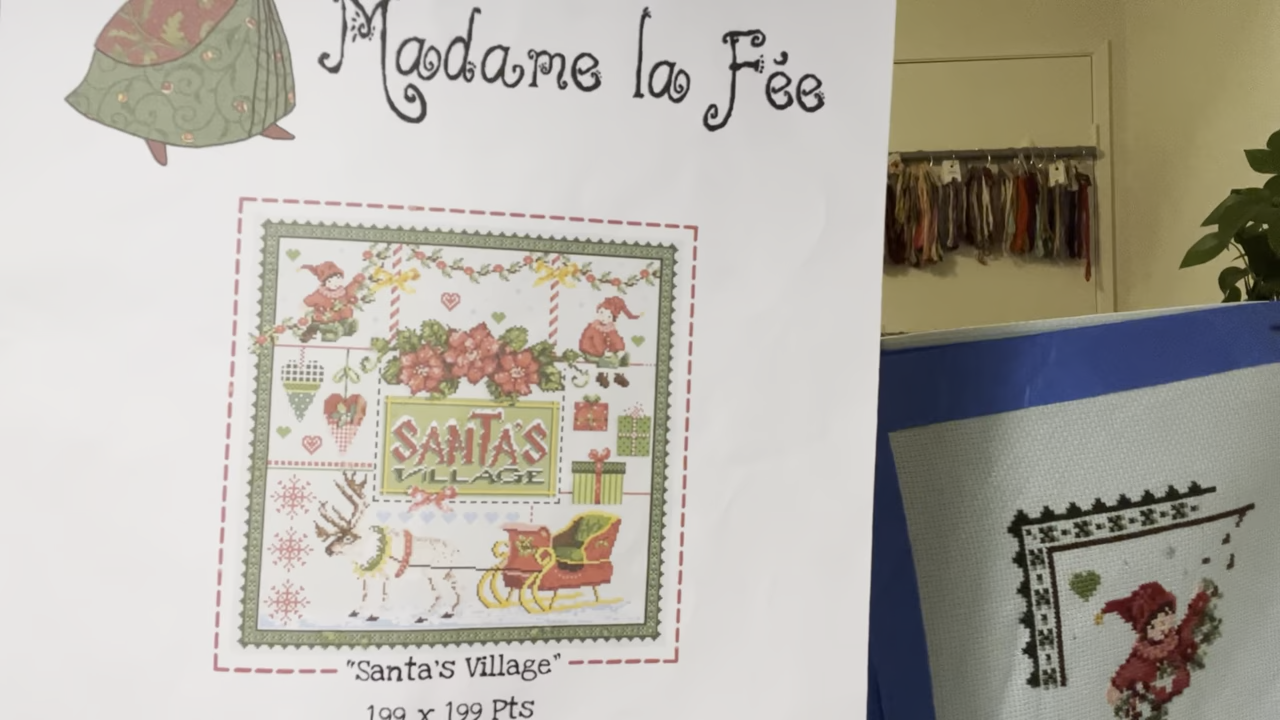 Madame la Fée
SANTA'S
VILLAGE
"Santa's Village"
199 x 199 Pts